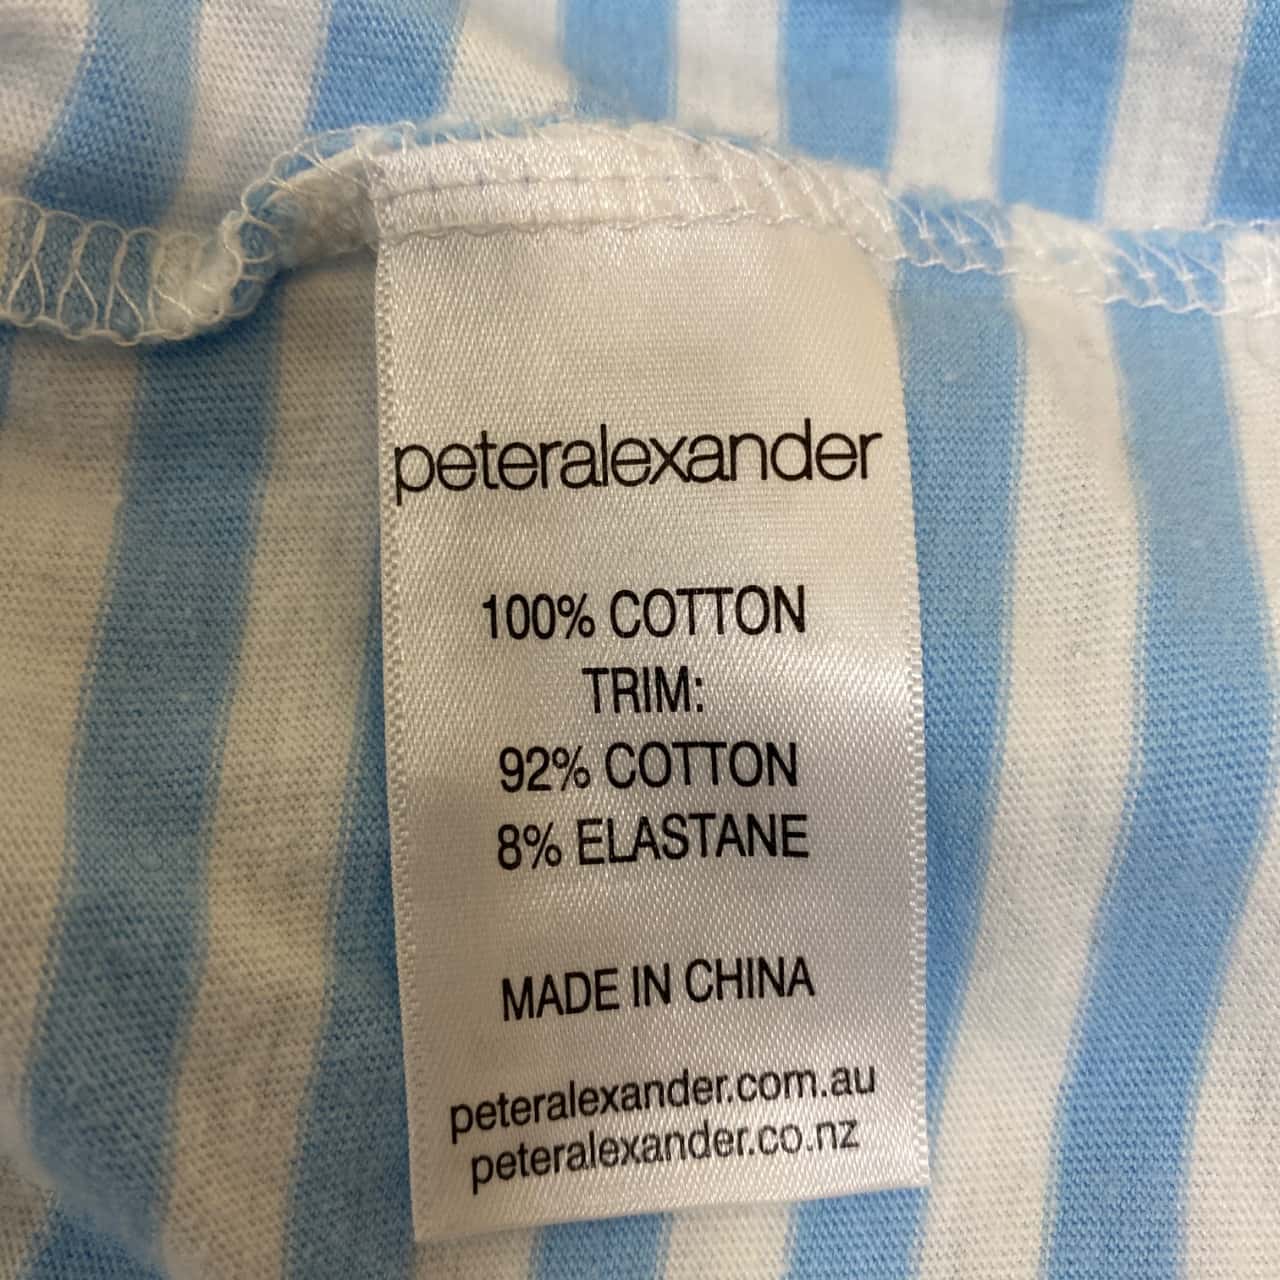 peteralexander
100% COTTON
TRIM:
92% COTTON
8% ELASTANE
MADE IN CHINA
peteralexander.com.au
peteralexander.co.nz